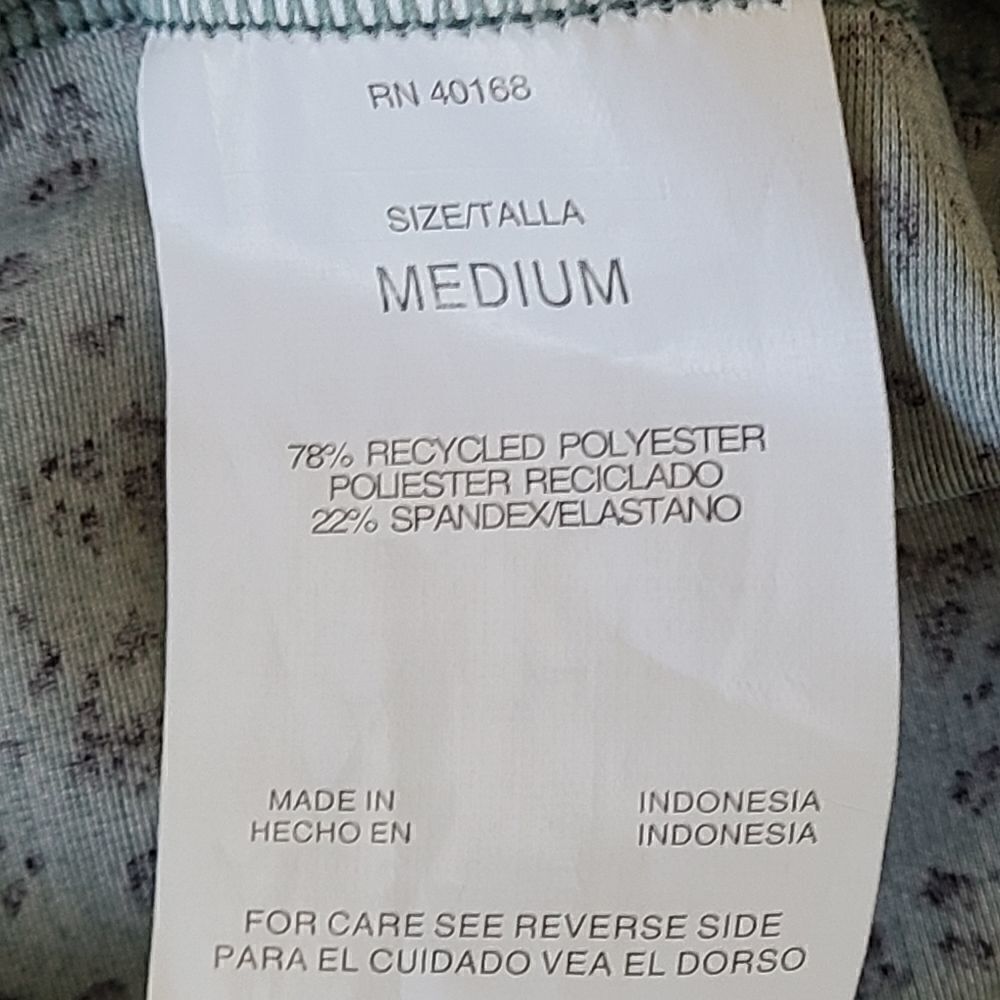 RN 40168
SIZE/TALLA
MEDIUM
78% RECYCLED POLYESTER
POLIESTER RECICLADO
22% SPANDEX/ELASTANO
MADE IN INDONESIA
HECHO EN INDONESIA
FOR CARE SEE REVERSE SIDE
PARA EL CUIDADO VEA EL DORSO